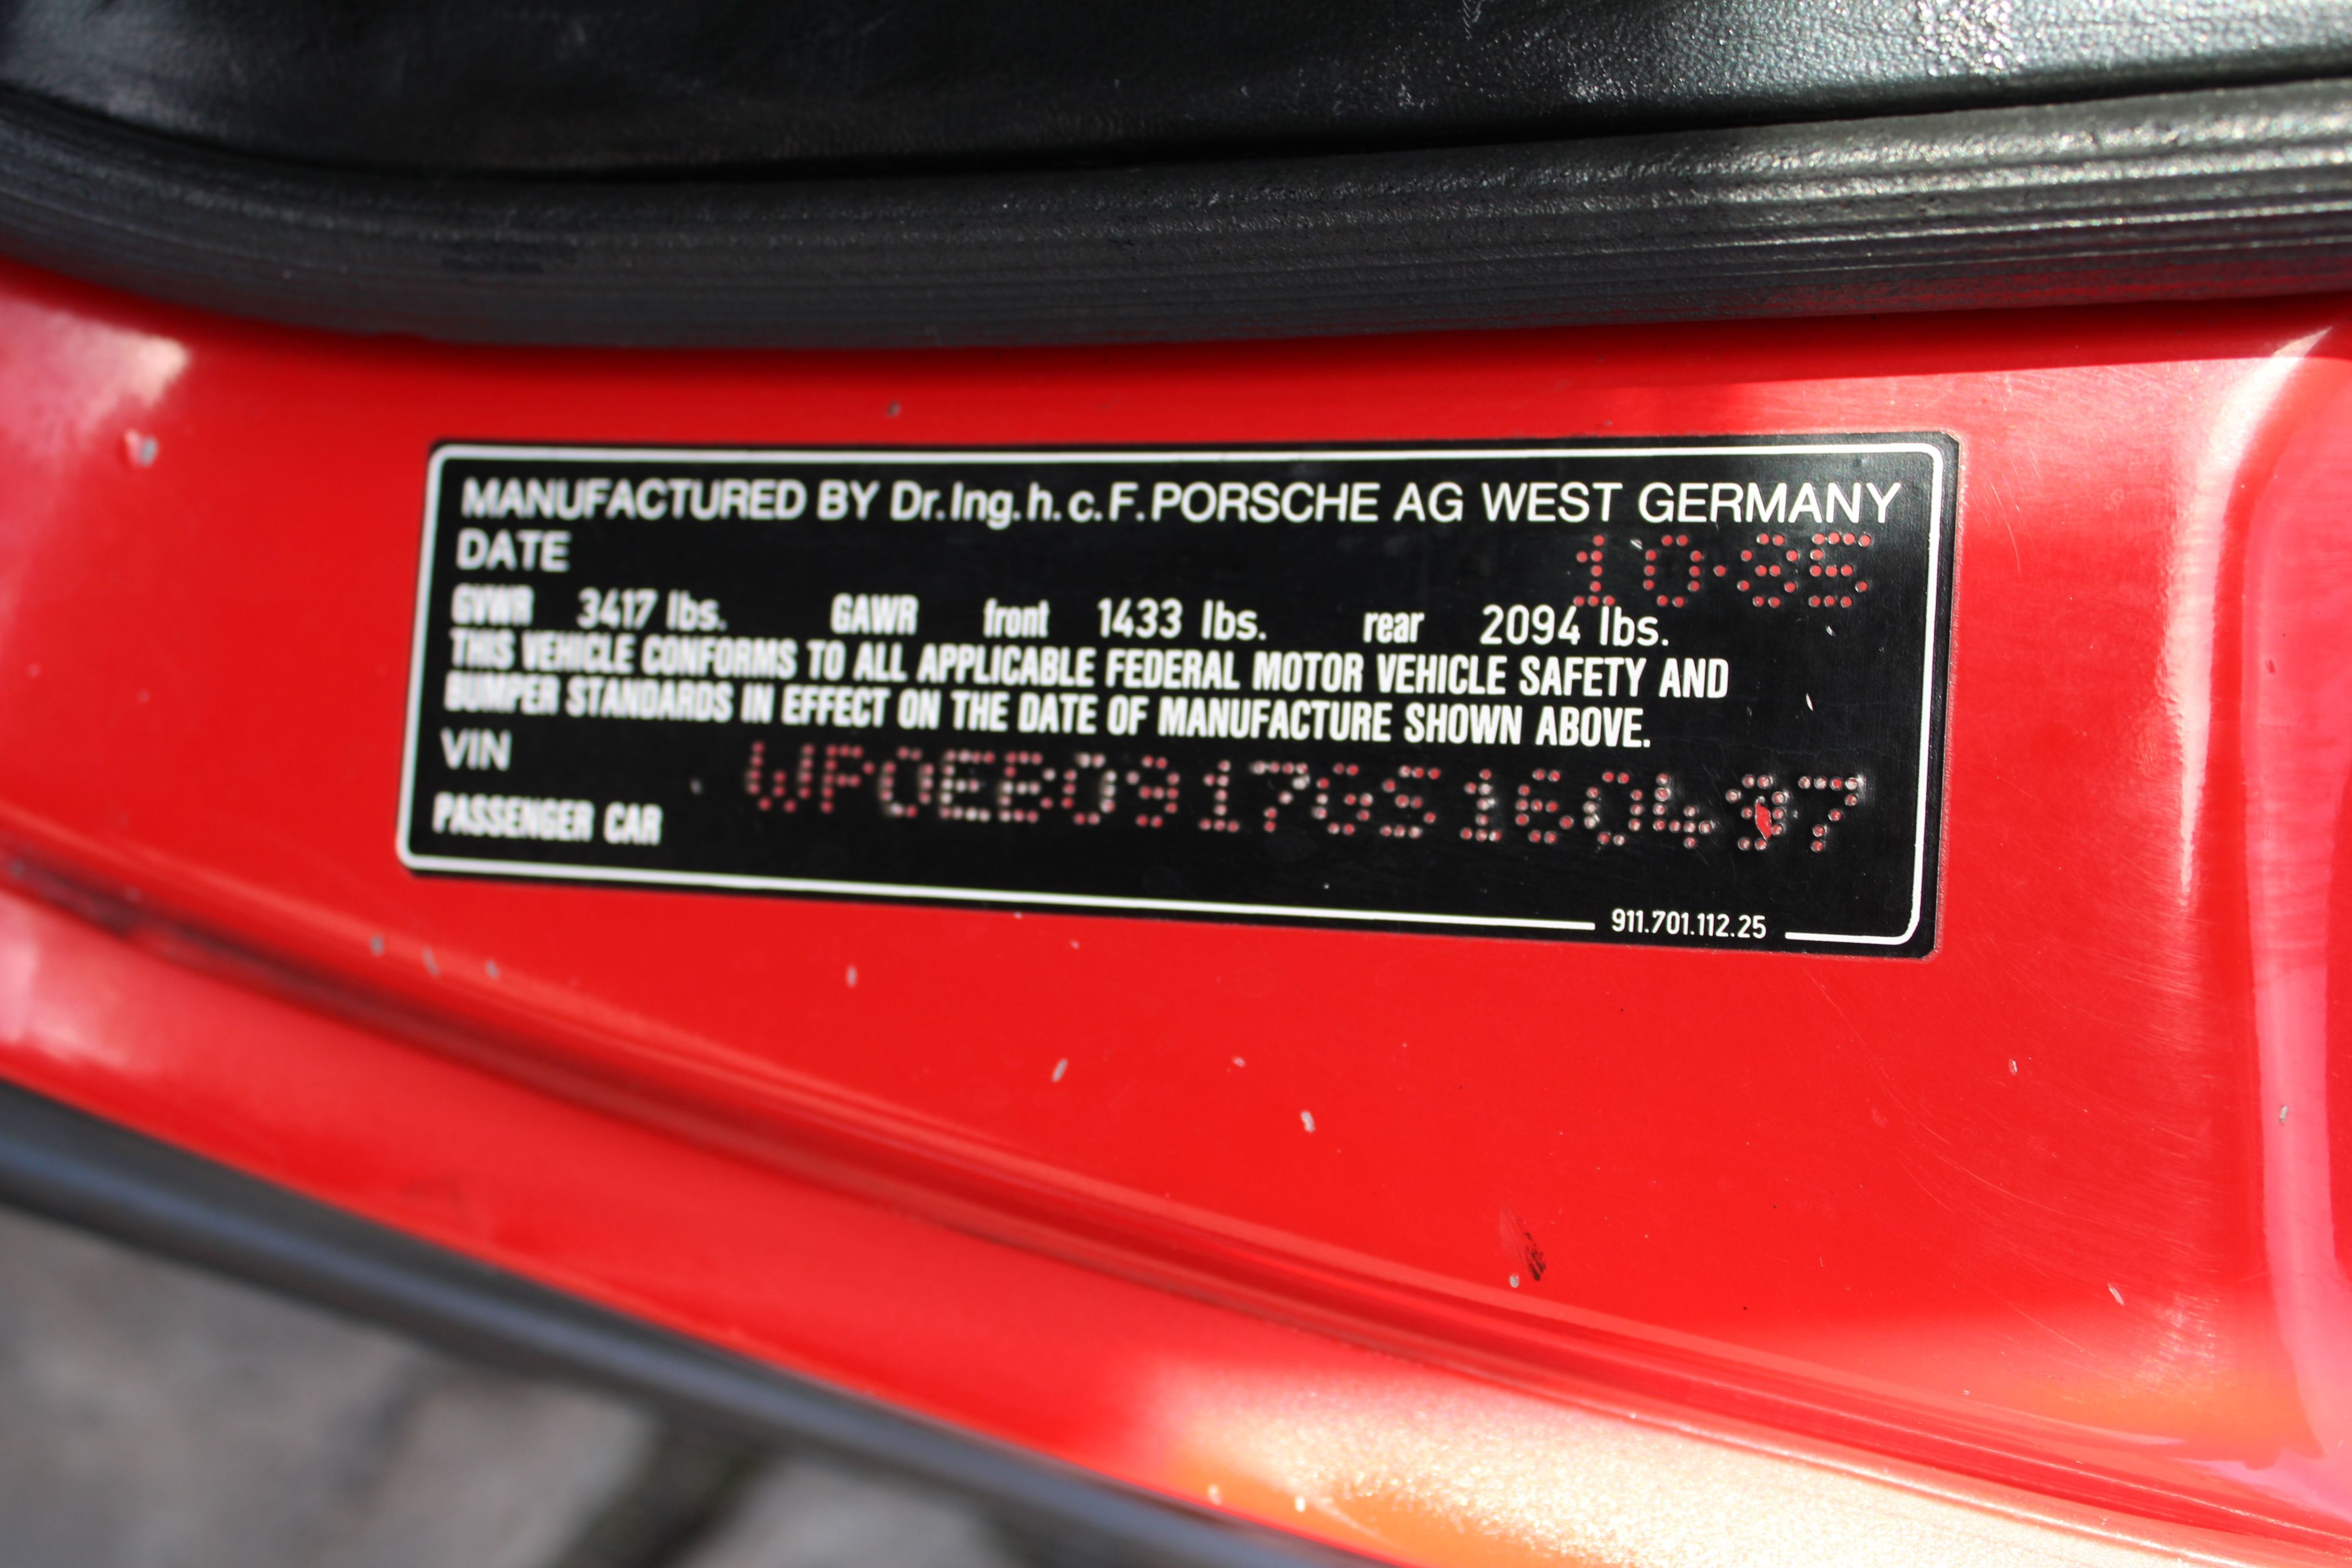 MANUFACTURED BY Dr.Ing.h.c.F.PORSCHE AG WEST GERMANY
DATE 10·85
GVWR 3417 lbs. GAWR front 1433 lbs. rear 2094 lbs.
THIS VEHICLE CONFORMS TO ALL APPLICABLE FEDERAL MOTOR VEHICLE SAFETY AND
BUMPER STANDARDS IN EFFECT ON THE DATE OF MANUFACTURE SHOWN ABOVE.
VIN WP0EB0917GS160497
PASSENGER CAR
911.701.112.25